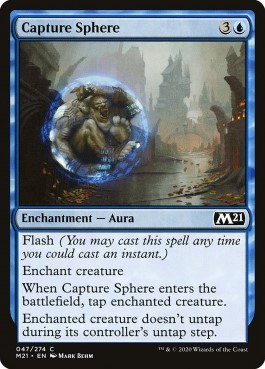 Capture Sphere 3
Enchantment — Aura M21
Flash (You may cast this spell any time
you could cast an instant.)
Enchant creature
When Capture Sphere enters the
battlefield, tap enchanted creature.
Enchanted creature doesn't untap
during its controller's untap step.
047/274 C
M21 • EN MARK BEHM ™ & © 2020 Wizards of the Coast